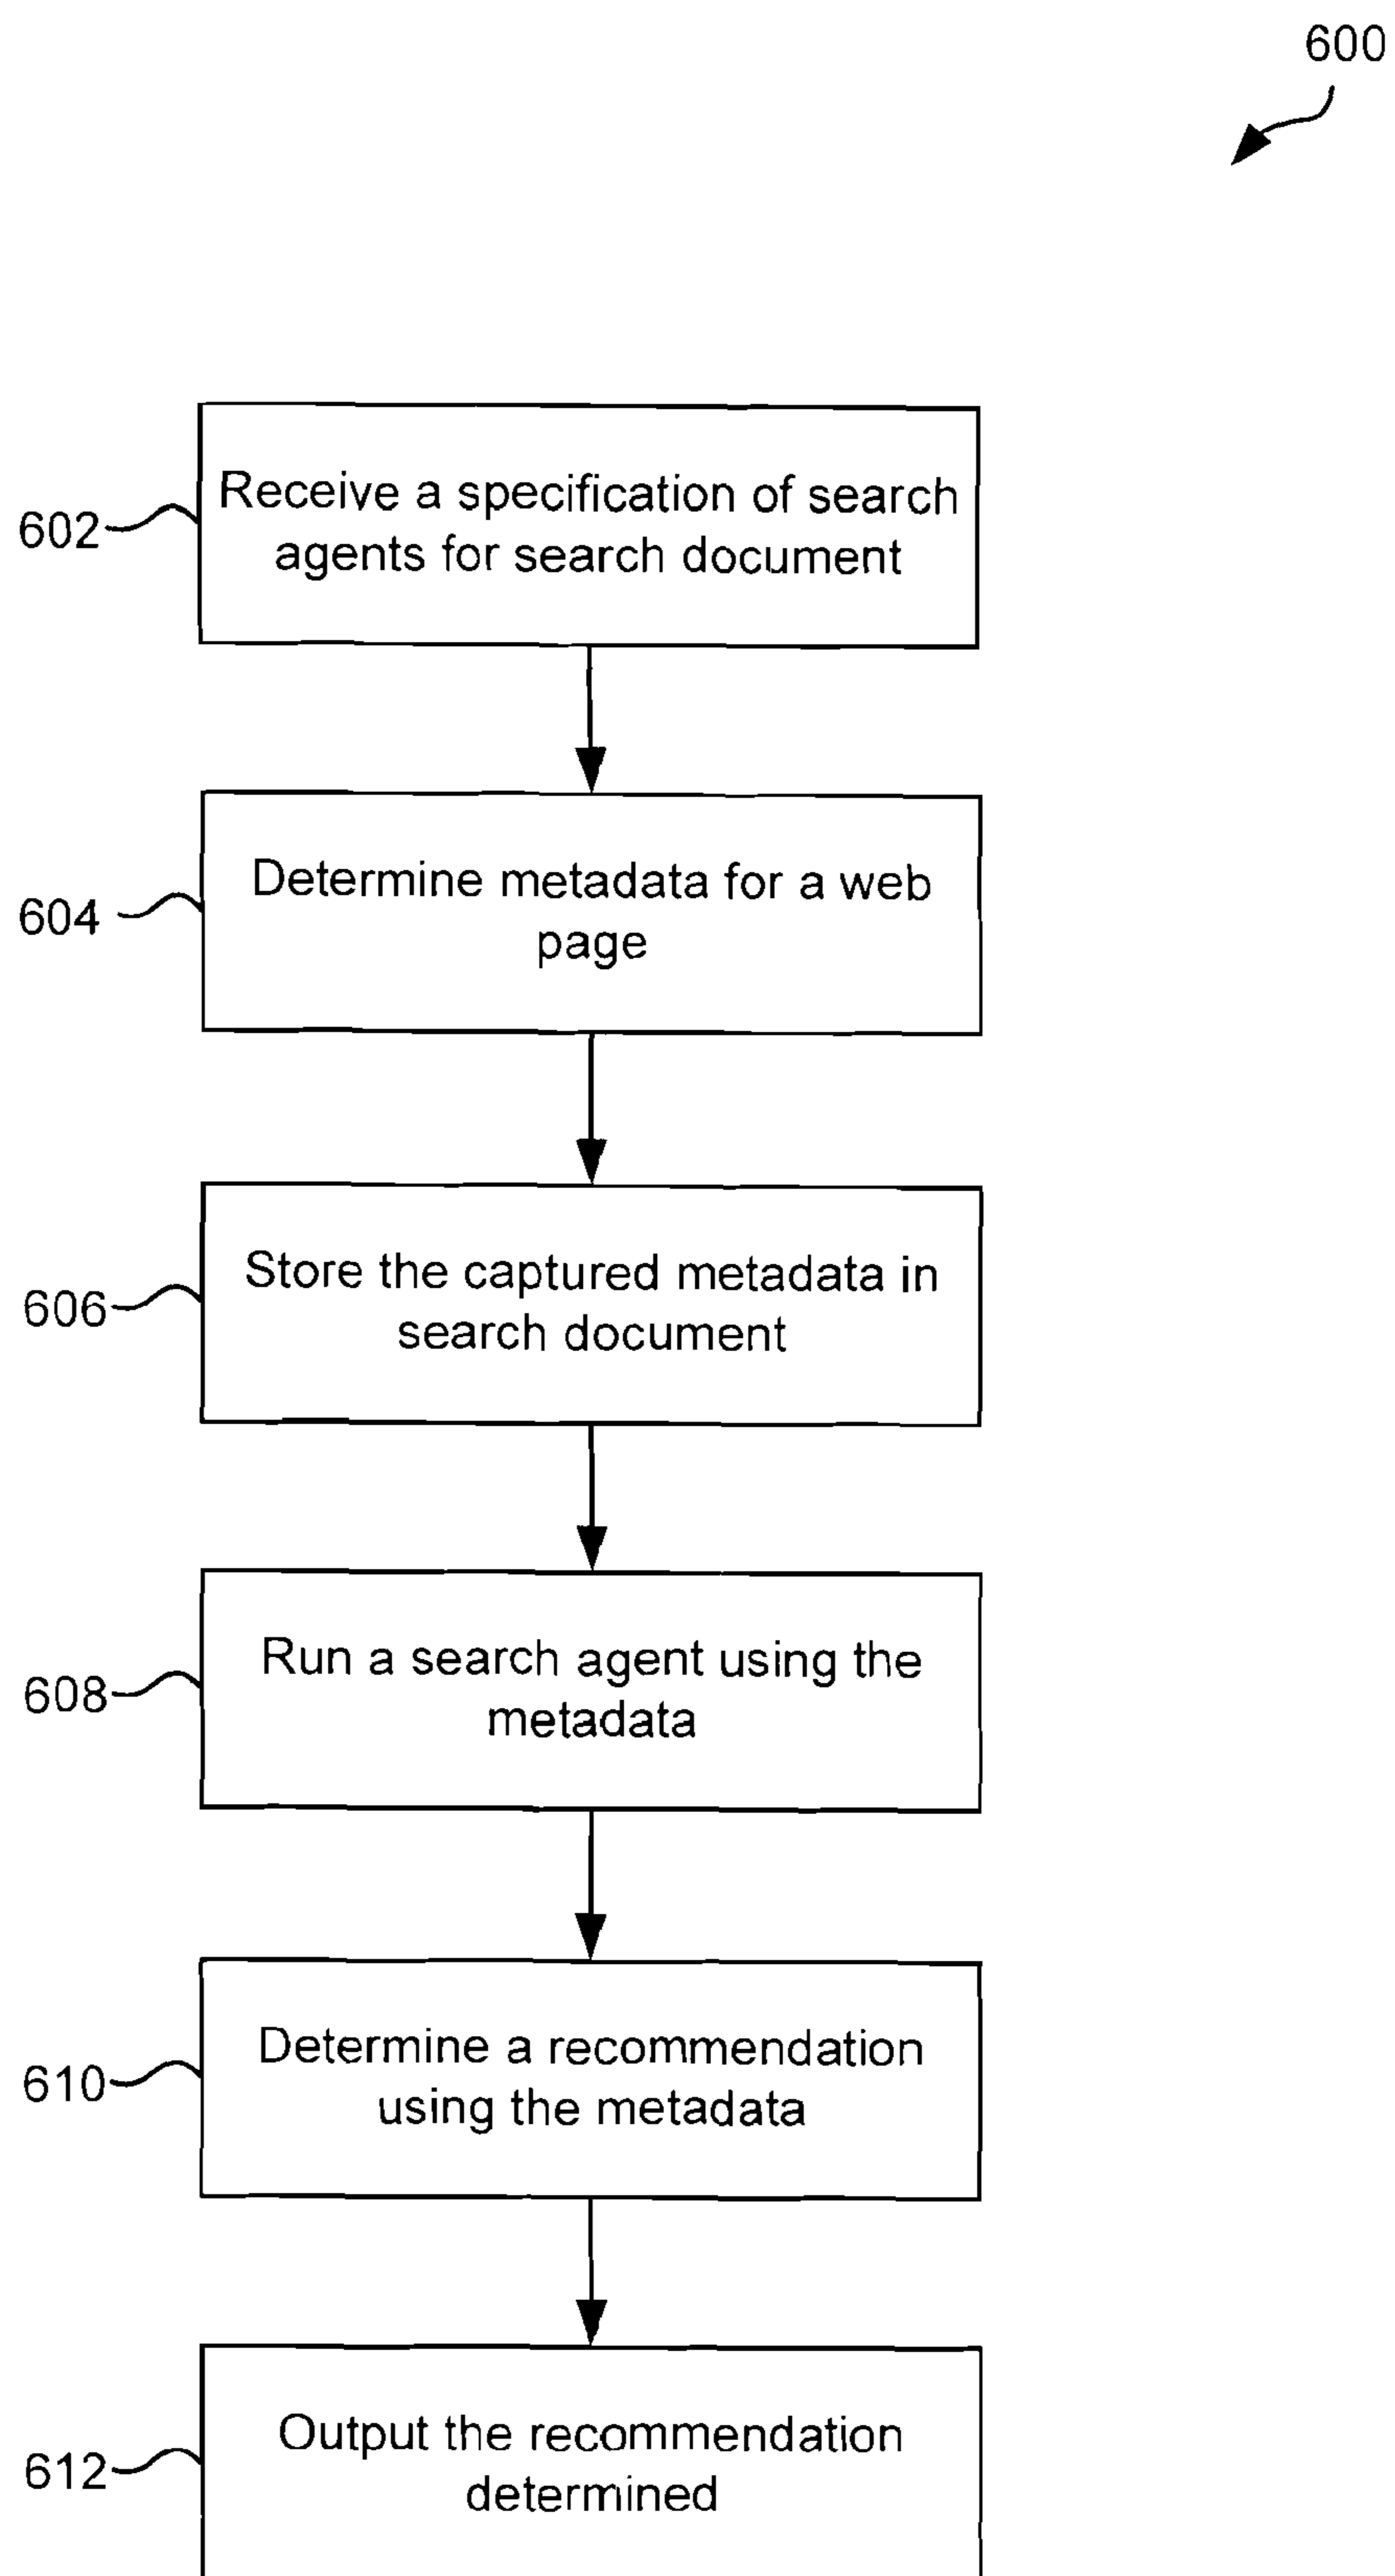 600
602
Receive a specification of search
agents for search document
604
Determine metadata for a web
page
606
Store the captured metadata in
search document
608
Run a search agent using the
metadata
610
Determine a recommendation
using the metadata
612
Output the recommendation
determined